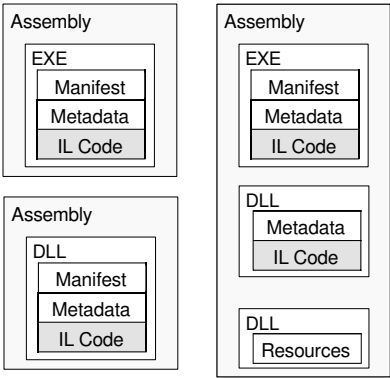 Assembly
EXE
Manifest
Metadata
IL Code
Assembly
DLL
Manifest
Metadata
IL Code
Assembly
EXE
Manifest
Metadata
IL Code
DLL
Metadata
IL Code
DLL
Resources